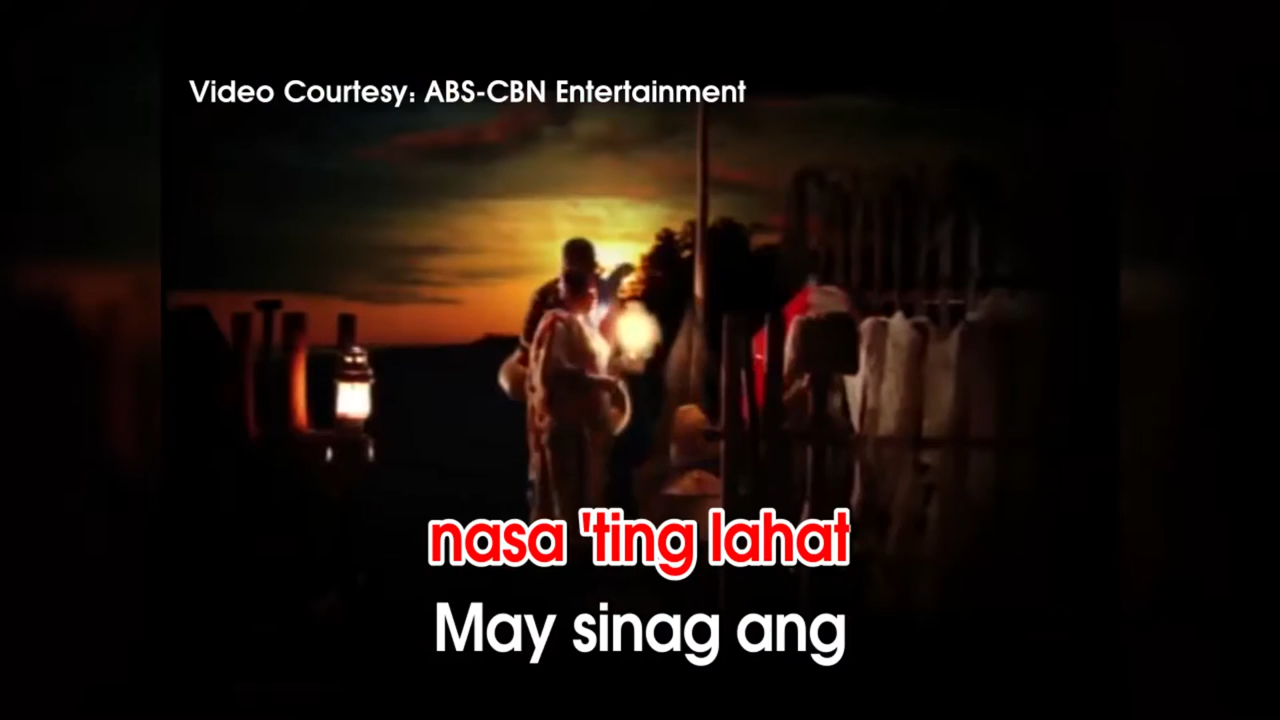 Video Courtesy: ABS-CBN Entertainment
nasa 'ting lahat
May sinag ang